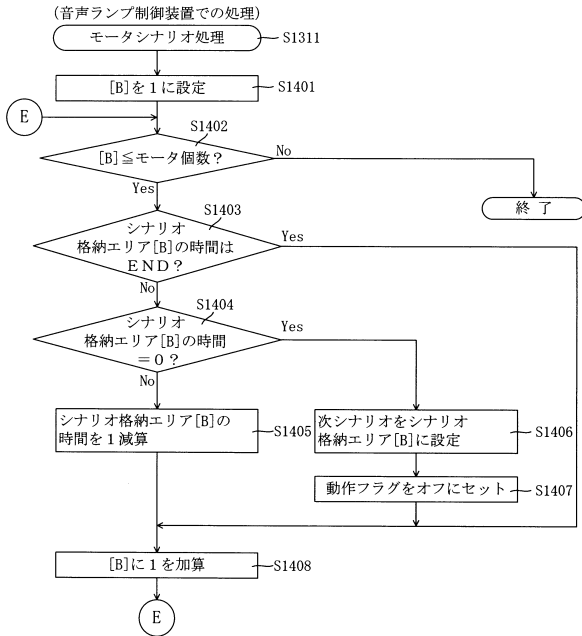 (音声ランプ制御装置での処理)
モータシナリオ処理
S1311
[B]を1に設定
S1401
E
S1402
[B]≦モータ個数?
No
Yes
終 了
S1403
シナリオ
格納エリア[B]の時間は
END?
Yes
No
S1404
シナリオ
格納エリア[B]の時間
=0?
Yes
No
シナリオ格納エリア[B]の
時間を1減算
S1405
次シナリオをシナリオ
格納エリア[B]に設定
S1406
動作フラグをオフにセット
S1407
[B]に1を加算
S1408
E